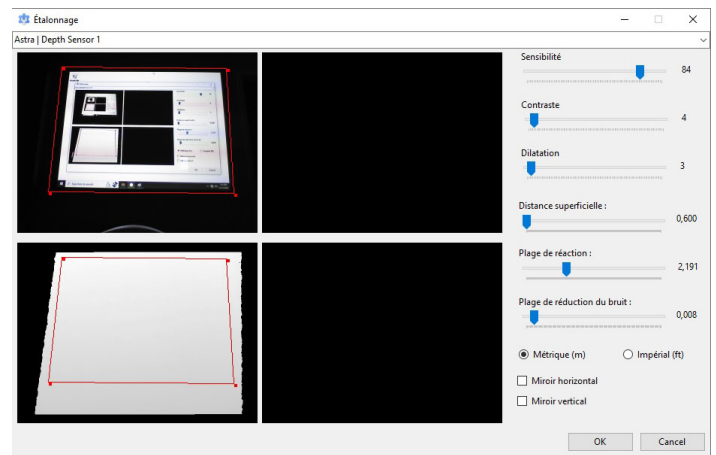 Étalonnage
Astra | Depth Sensor 1
Sensibilité
84
Contraste
4
Dilatation
3
Distance superficielle :
0,600
Plage de réaction :
2,191
Plage de réduction du bruit :
0,008
Métrique (m)
Impérial (ft)
Miroir horizontal
Miroir vertical
OK
Cancel